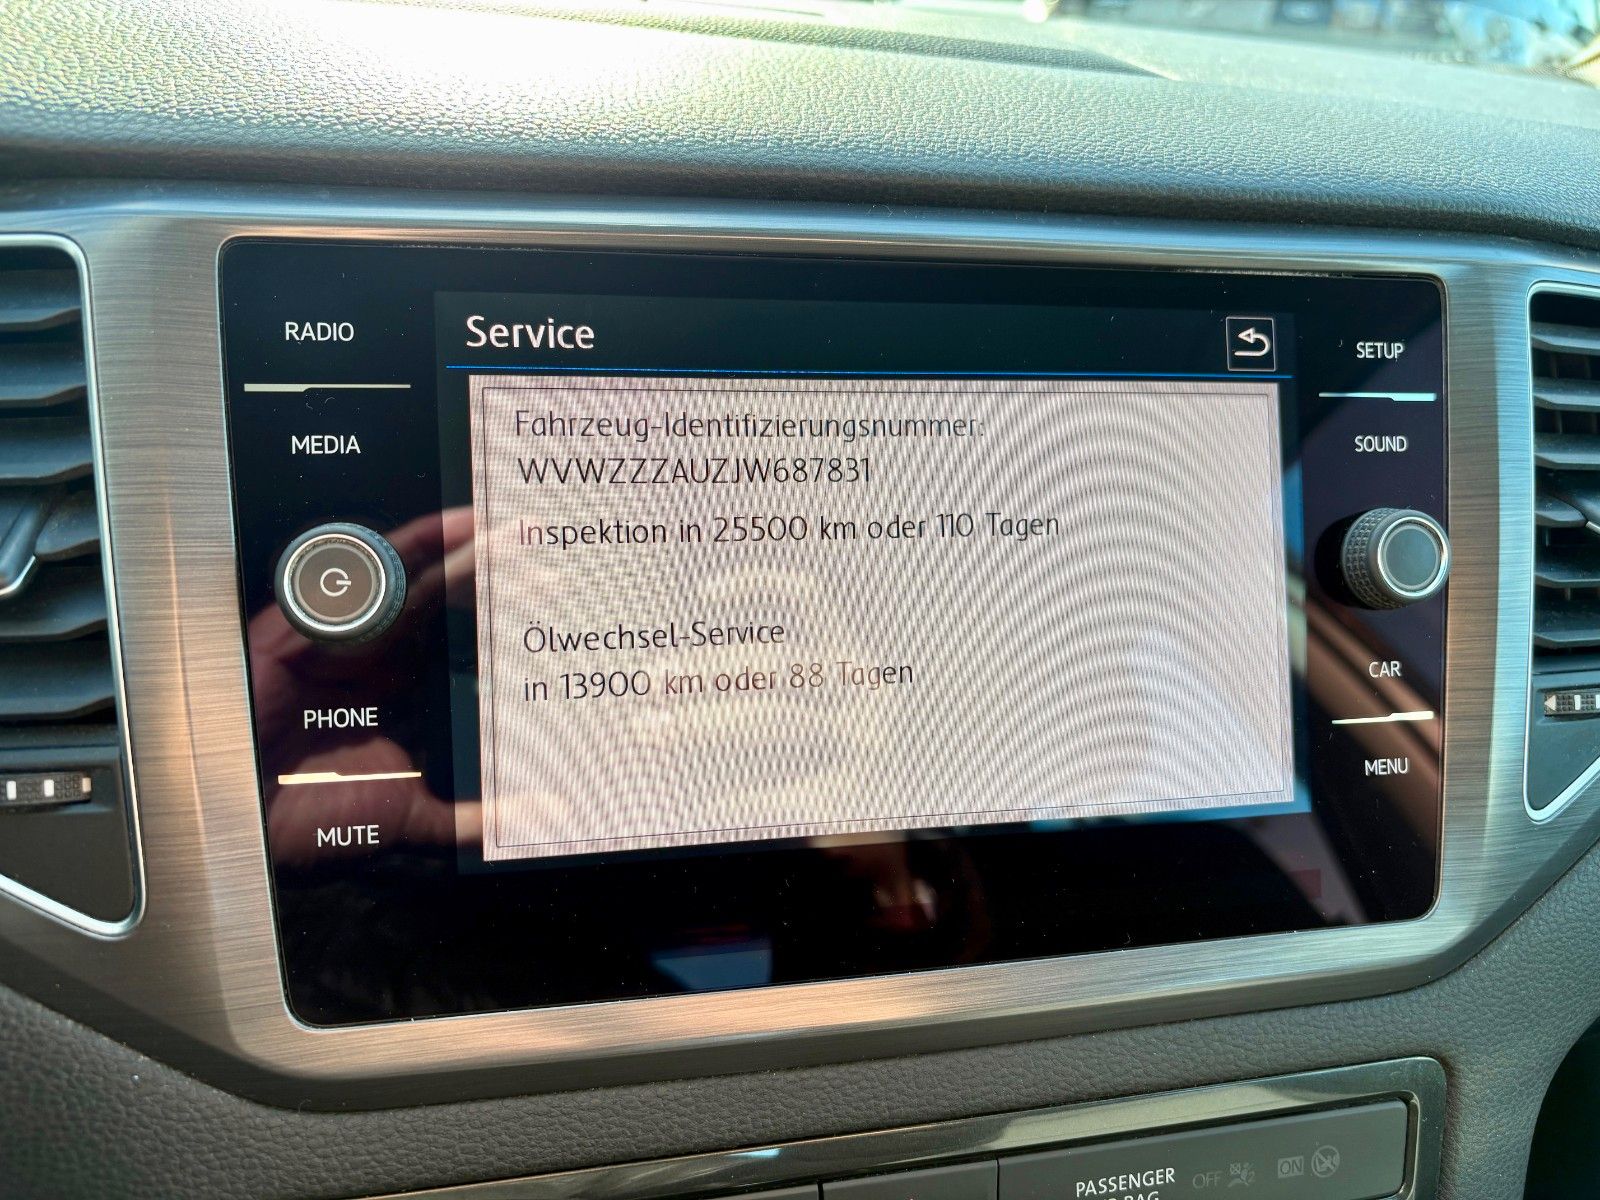 RADIO
MEDIA
PHONE
MUTE
Service
Fahrzeug-Identifizierungsnummer:
WVWZZZAUZJW687831
Inspektion in 25500 km oder 110 Tagen
Ölwechsel-Service
in 13900 km oder 88 Tagen
SETUP
SOUND
CAR
MENU
PASSENGER OFF ON
BAG